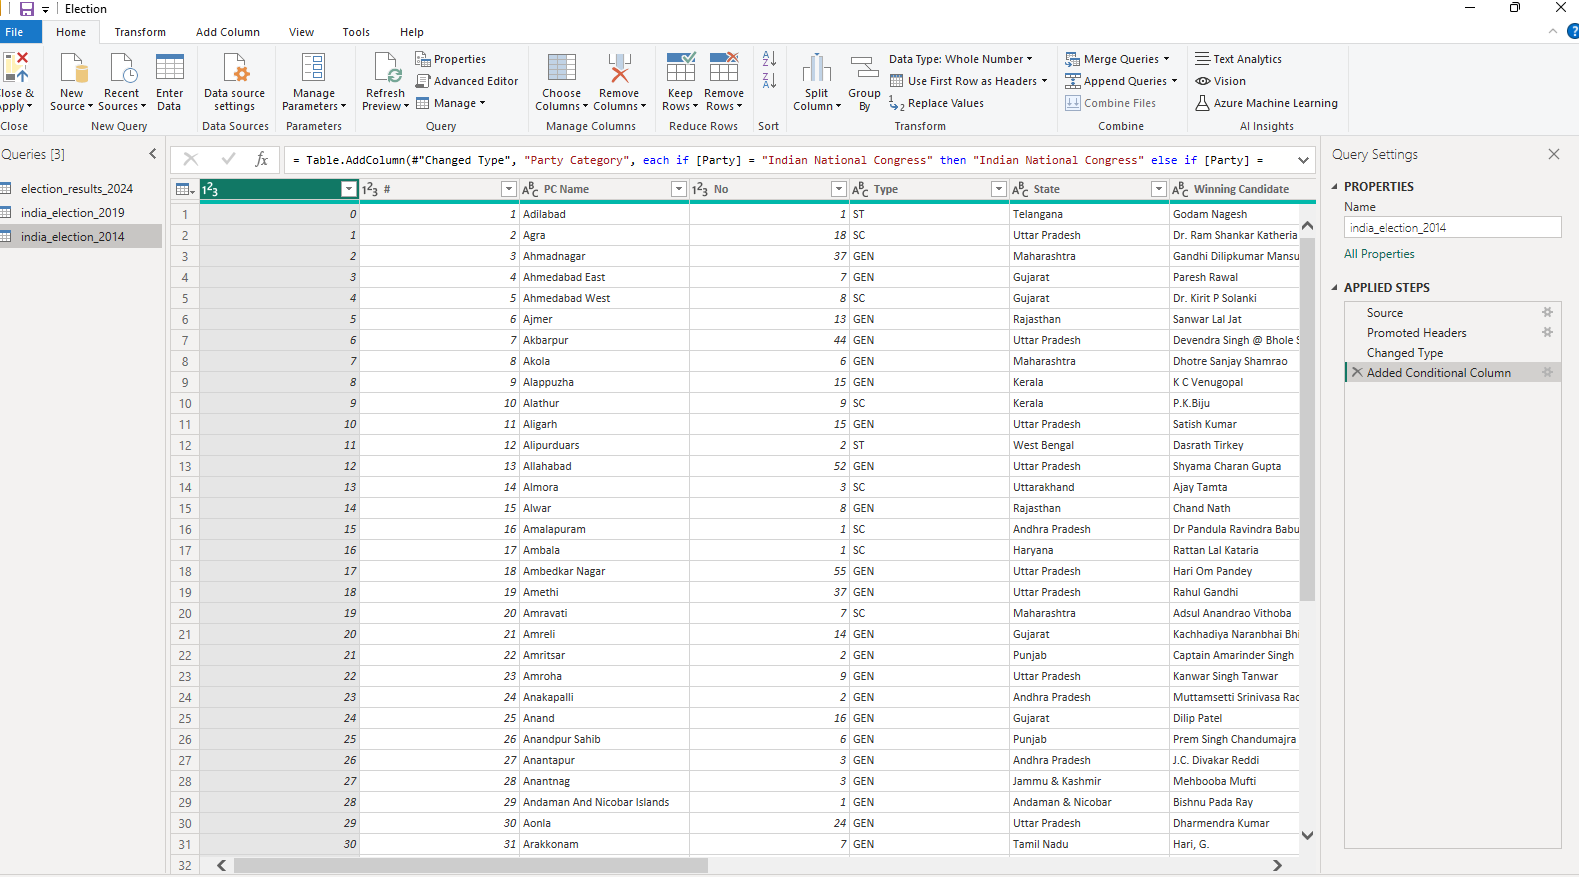 Election
File Home Transform Add Column View Tools Help
Close & Apply
New Source
Recent Sources
Enter Data
Data source settings
Manage Parameters
Refresh Preview
Properties
Advanced Editor
Manage
Choose Columns
Remove Columns
Keep Rows
Remove Rows
Split Column
Group By
Data Type: Whole Number
Use First Row as Headers
Replace Values
Merge Queries
Append Queries
Combine Files
Text Analytics
Vision
Azure Machine Learning
Close New Query Data Sources Parameters Query Manage Columns Reduce Rows Sort Transform Combine AI Insights
Queries [3]
election_results_2024
india_election_2019
india_election_2014
= Table.AddColumn(#"Changed Type", "Party Category", each if [Party] = "Indian National Congress" then "Indian National Congress" else if [Party] =
123 123 # ABC PC Name 123 No ABC Type ABC State ABC Winning Candidate
1 0 1 Adilabad 1 ST Telangana Godam Nagesh
2 1 2 Agra 18 SC Uttar Pradesh Dr. Ram Shankar Katheria
3 2 3 Ahmadnagar 37 GEN Maharashtra Gandhi Dilipkumar Mansu
4 3 4 Ahmedabad East 7 GEN Gujarat Paresh Rawal
5 4 5 Ahmedabad West 8 SC Gujarat Dr. Kirit P Solanki
6 5 6 Ajmer 13 GEN Rajasthan Sanwar Lal Jat
7 6 7 Akbarpur 44 GEN Uttar Pradesh Devendra Singh @ Bhole S
8 7 8 Akola 6 GEN Maharashtra Dhotre Sanjay Shamrao
9 8 9 Alappuzha 15 GEN Kerala K C Venugopal
10 9 10 Alathur 9 SC Kerala P.K.Biju
11 10 11 Aligarh 15 GEN Uttar Pradesh Satish Kumar
12 11 12 Alipurduars 2 ST West Bengal Dasrath Tirkey
13 12 13 Allahabad 52 GEN Uttar Pradesh Shyama Charan Gupta
14 13 14 Almora 3 SC Uttarakhand Ajay Tamta
15 14 15 Alwar 8 GEN Rajasthan Chand Nath
16 15 16 Amalapuram 1 SC Andhra Pradesh Dr Pandula Ravindra Babu
17 16 17 Ambala 1 SC Haryana Rattan Lal Kataria
18 17 18 Ambedkar Nagar 55 GEN Uttar Pradesh Hari Om Pandey
19 18 19 Amethi 37 GEN Uttar Pradesh Rahul Gandhi
20 19 20 Amravati 7 SC Maharashtra Adsul Anandrao Vithoba
21 20 21 Amreli 14 GEN Gujarat Kachhadiya Naranbhai Bhi
22 21 22 Amritsar 2 GEN Punjab Captain Amarinder Singh
23 22 23 Amroha 9 GEN Uttar Pradesh Kanwar Singh Tanwar
24 23 24 Anakapalli 2 GEN Andhra Pradesh Muttamsetti Srinivasa Rao
25 24 25 Anand 16 GEN Gujarat Dilip Patel
26 25 26 Anandpur Sahib 6 GEN Punjab Prem Singh Chandumajra
27 26 27 Anantapur 3 GEN Andhra Pradesh J.C. Divakar Reddi
28 27 28 Anantnag 3 GEN Jammu & Kashmir Mehbooba Mufti
29 28 29 Andaman And Nicobar Islands 1 GEN Andaman & Nicobar Bishnu Pada Ray
30 29 30 Aonla 24 GEN Uttar Pradesh Dharmendra Kumar
31 30 31 Arakkonam 7 GEN Tamil Nadu Hari, G.
32
Query Settings
PROPERTIES
Name
india_election_2014
All Properties
APPLIED STEPS
Source
Promoted Headers
Changed Type
Added Conditional Column